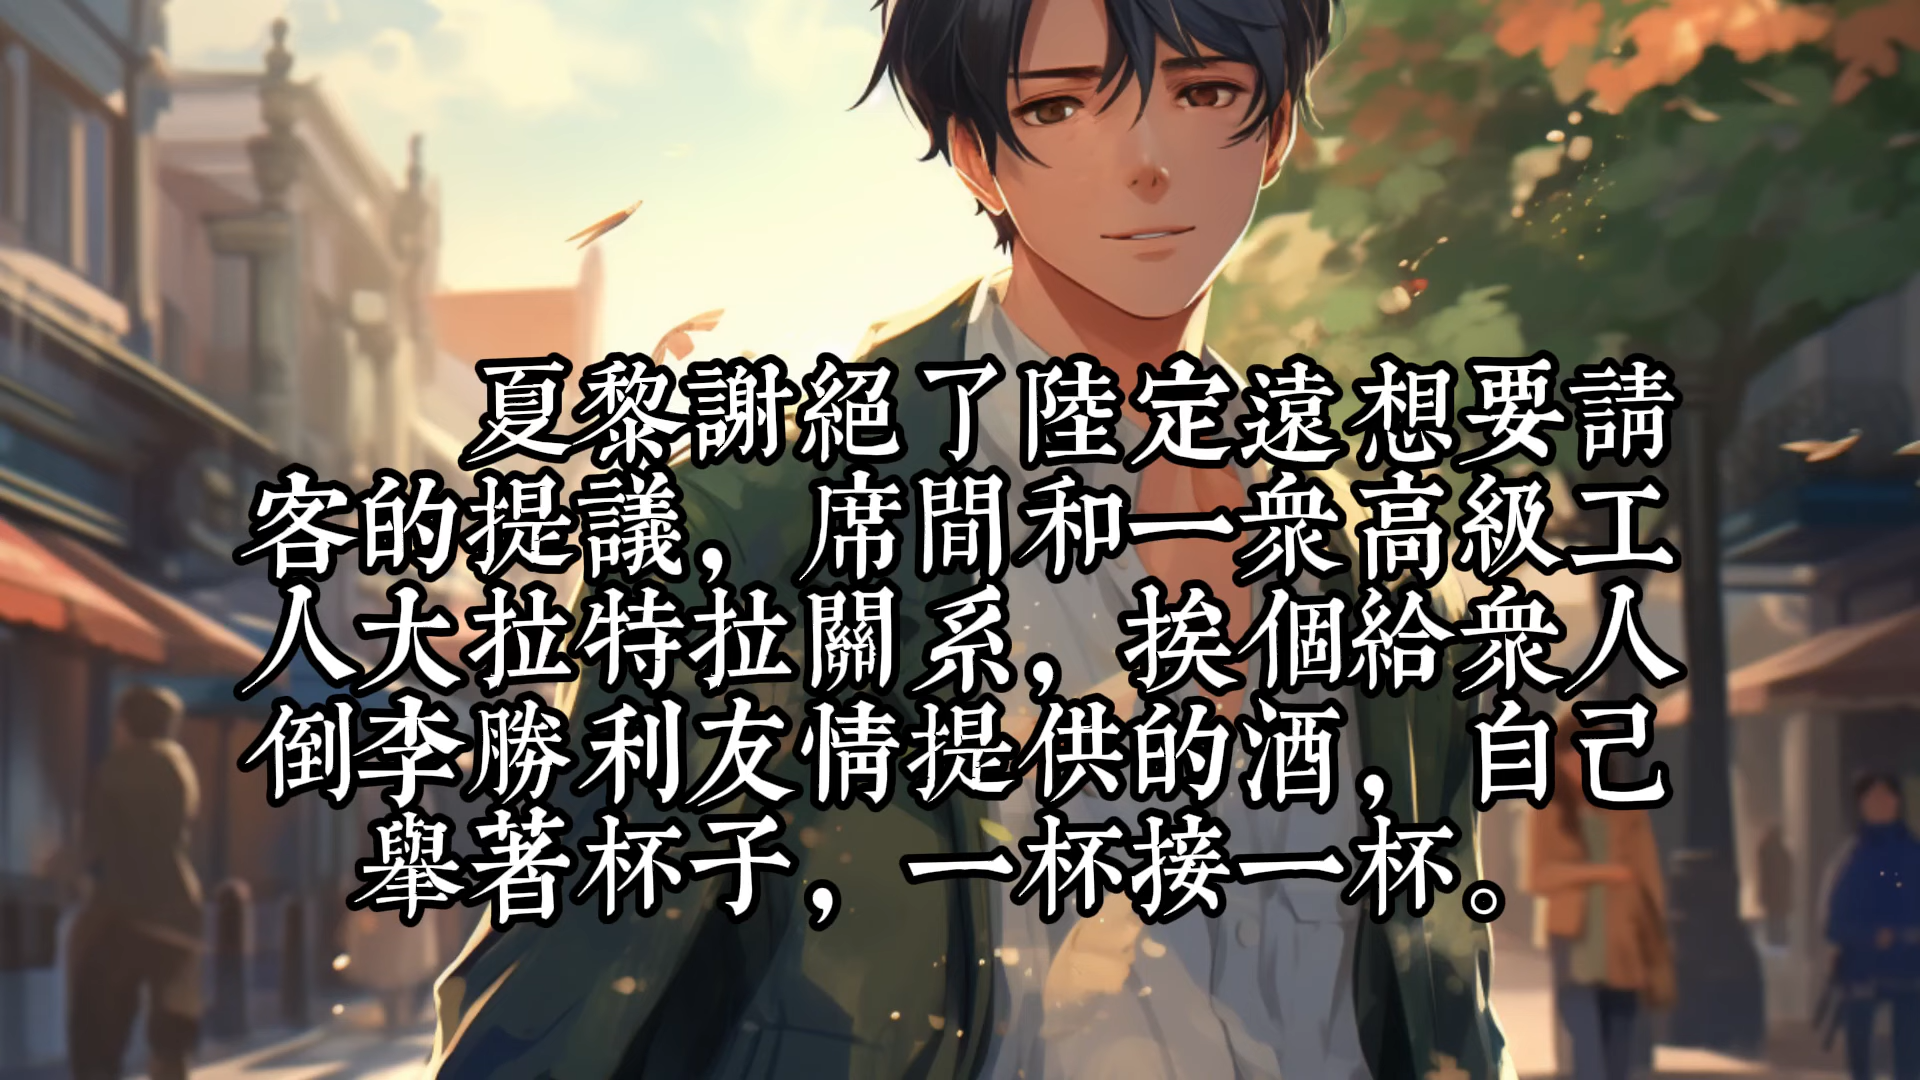 夏黎謝絕了陸定遠想要請
客的提議，席間和一衆高級工
人大拉特拉關系，挨個給衆人
倒李勝利友情提供的酒，自己
舉著杯子，一杯接一杯。